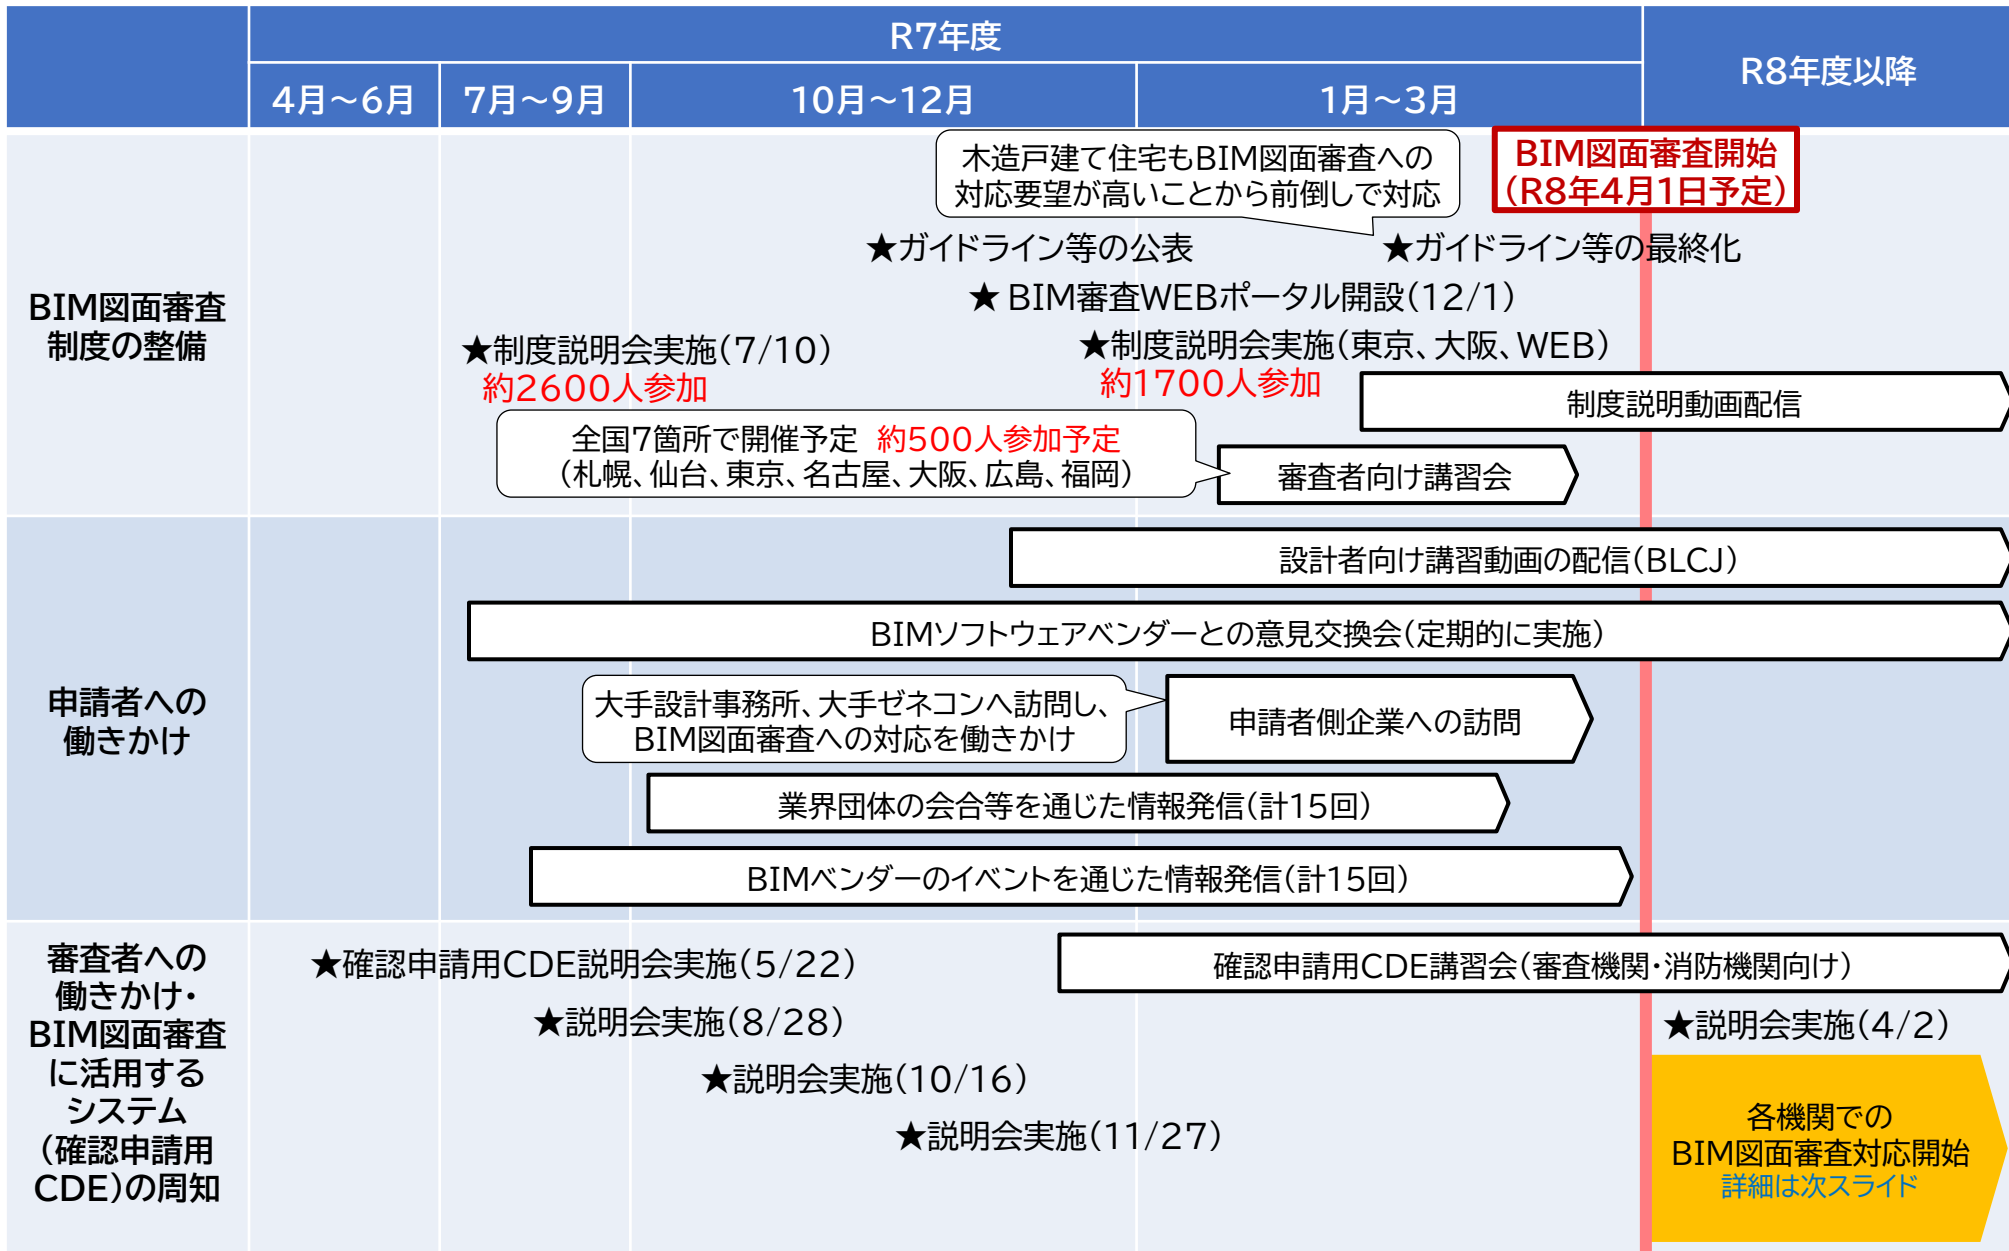 R7年度
R8年度以降
4月～6月
7月～9月
10月～12月
1月～3月
BIM図面審査
制度の整備
木造戸建て住宅もBIM図面審査への
対応要望が高いことから前倒しで対応
BIM図面審査開始
（R8年4月1日予定）
★ガイドライン等の公表
★ガイドライン等の最終化
★ BIM審査WEBポータル開設（12/1）
★制度説明会実施（7/10）
約2600人参加
★制度説明会実施（東京、大阪、WEB）
約1700人参加
制度説明動画配信
全国7箇所で開催予定　約500人参加予定
（札幌、仙台、東京、名古屋、大阪、広島、福岡）
審査者向け講習会
申請者への
働きかけ
設計者向け講習動画の配信（BLCJ）
BIMソフトウェアベンダーとの意見交換会（定期的に実施）
大手設計事務所、大手ゼネコンへ訪問し、
BIM図面審査への対応を働きかけ
申請者側企業への訪問
業界団体の会合等を通じた情報発信（計15回）
BIMベンダーのイベントを通じた情報発信（計15回）
審査者への
働きかけ・
BIM図面審査
に活用する
システム
（確認申請用
CDE）の周知
★確認申請用CDE説明会実施（5/22）
確認申請用CDE講習会（審査機関・消防機関向け）
★説明会実施（8/28）
★説明会実施（4/2）
★説明会実施（10/16）
★説明会実施（11/27）
各機関での
BIM図面審査対応開始
詳細は次スライド